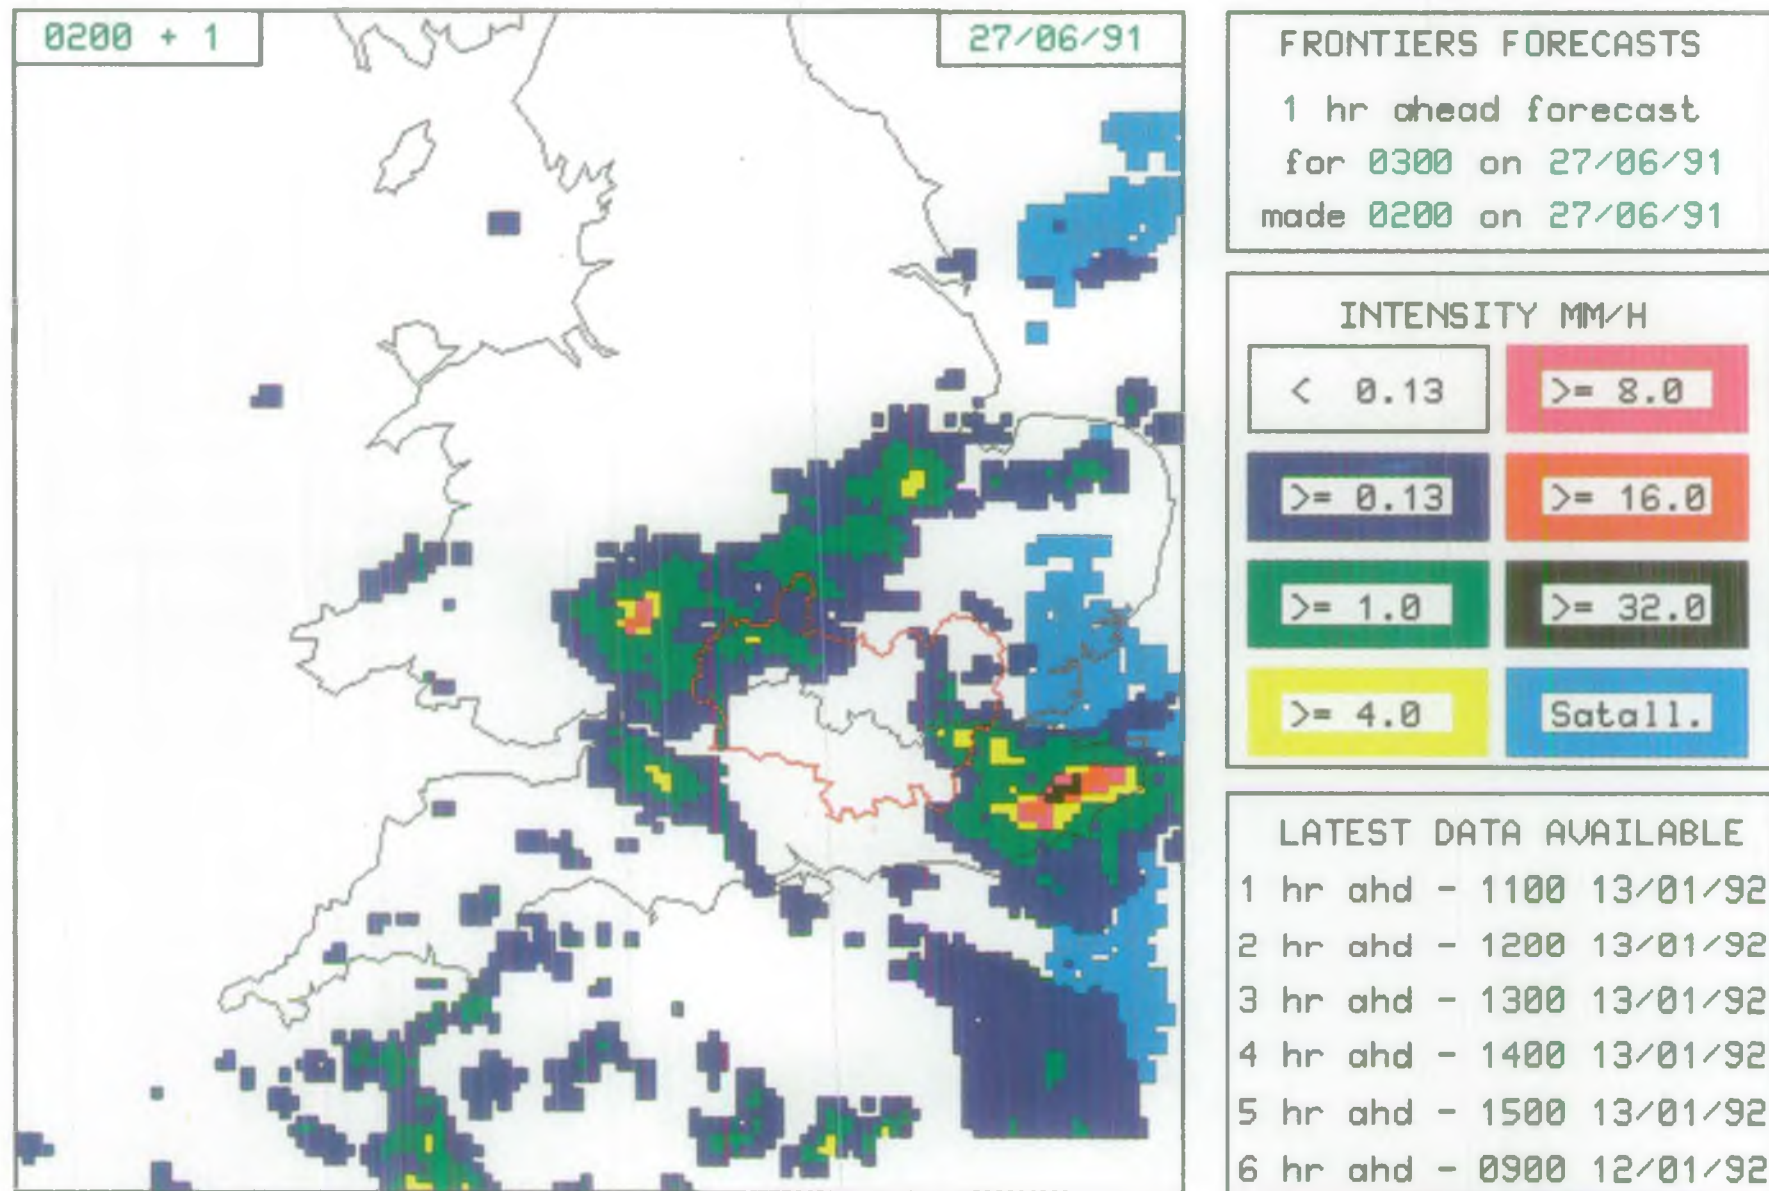 0200 + 1
27/06/91
FRONTIERS FORECASTS
1 hr ahead forecast
for 0300 on 27/06/91
made 0200 on 27/06/91
INTENSITY MM/H
< 0.13
>= 8.0
>= 0.13
>= 16.0
>= 1.0
>= 32.0
>= 4.0
Satall.
LATEST DATA AVAILABLE
1 hr ahd - 1100 13/01/92
2 hr ahd - 1200 13/01/92
3 hr ahd - 1300 13/01/92
4 hr ahd - 1400 13/01/92
5 hr ahd - 1500 13/01/92
6 hr ahd - 0900 12/01/92